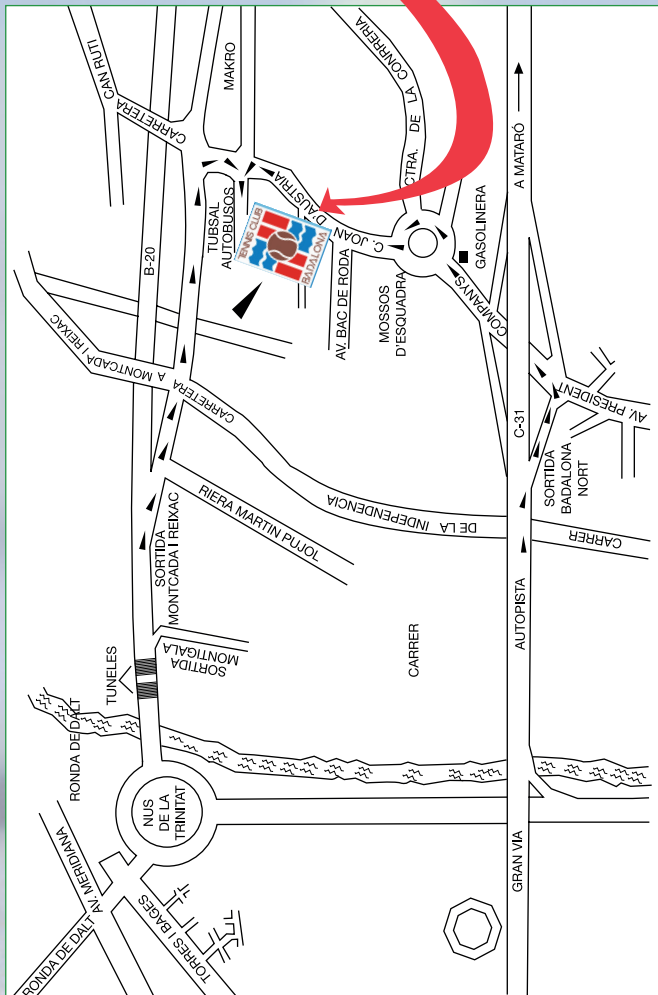 CAN RUTI
CARRETERA
MAKRO
CTRA. DE LA CONRRERIA
A MATARÓ
B-20
TUBSAL
AUTOBUSOS
TENNIS CLUB
BADALONA
C. JOAN D'AUSTRIA
GASOLINERA
AV. BAC DE RODA
MOSSOS
D'ESQUADRA
AV. PRESIDENT COMPANYS
C-31
CARRETERA A MONTCADA I REIXAC
SORTIDA
BADALONA
NORT
RIERA MARTIN PUJOL
SORTIDA
MONTCADA I REIXAC
CARRER DE LA INDEPENDENCIA
AUTOPISTA
CARRER
TUNELES
SORTIDA
MONTIGALA
RONDA DE DALT
NUS
DE LA
TRINITAT
AV. MERIDIANA
RONDA DE DALT
TORRES I BAGES
GRAN VIA